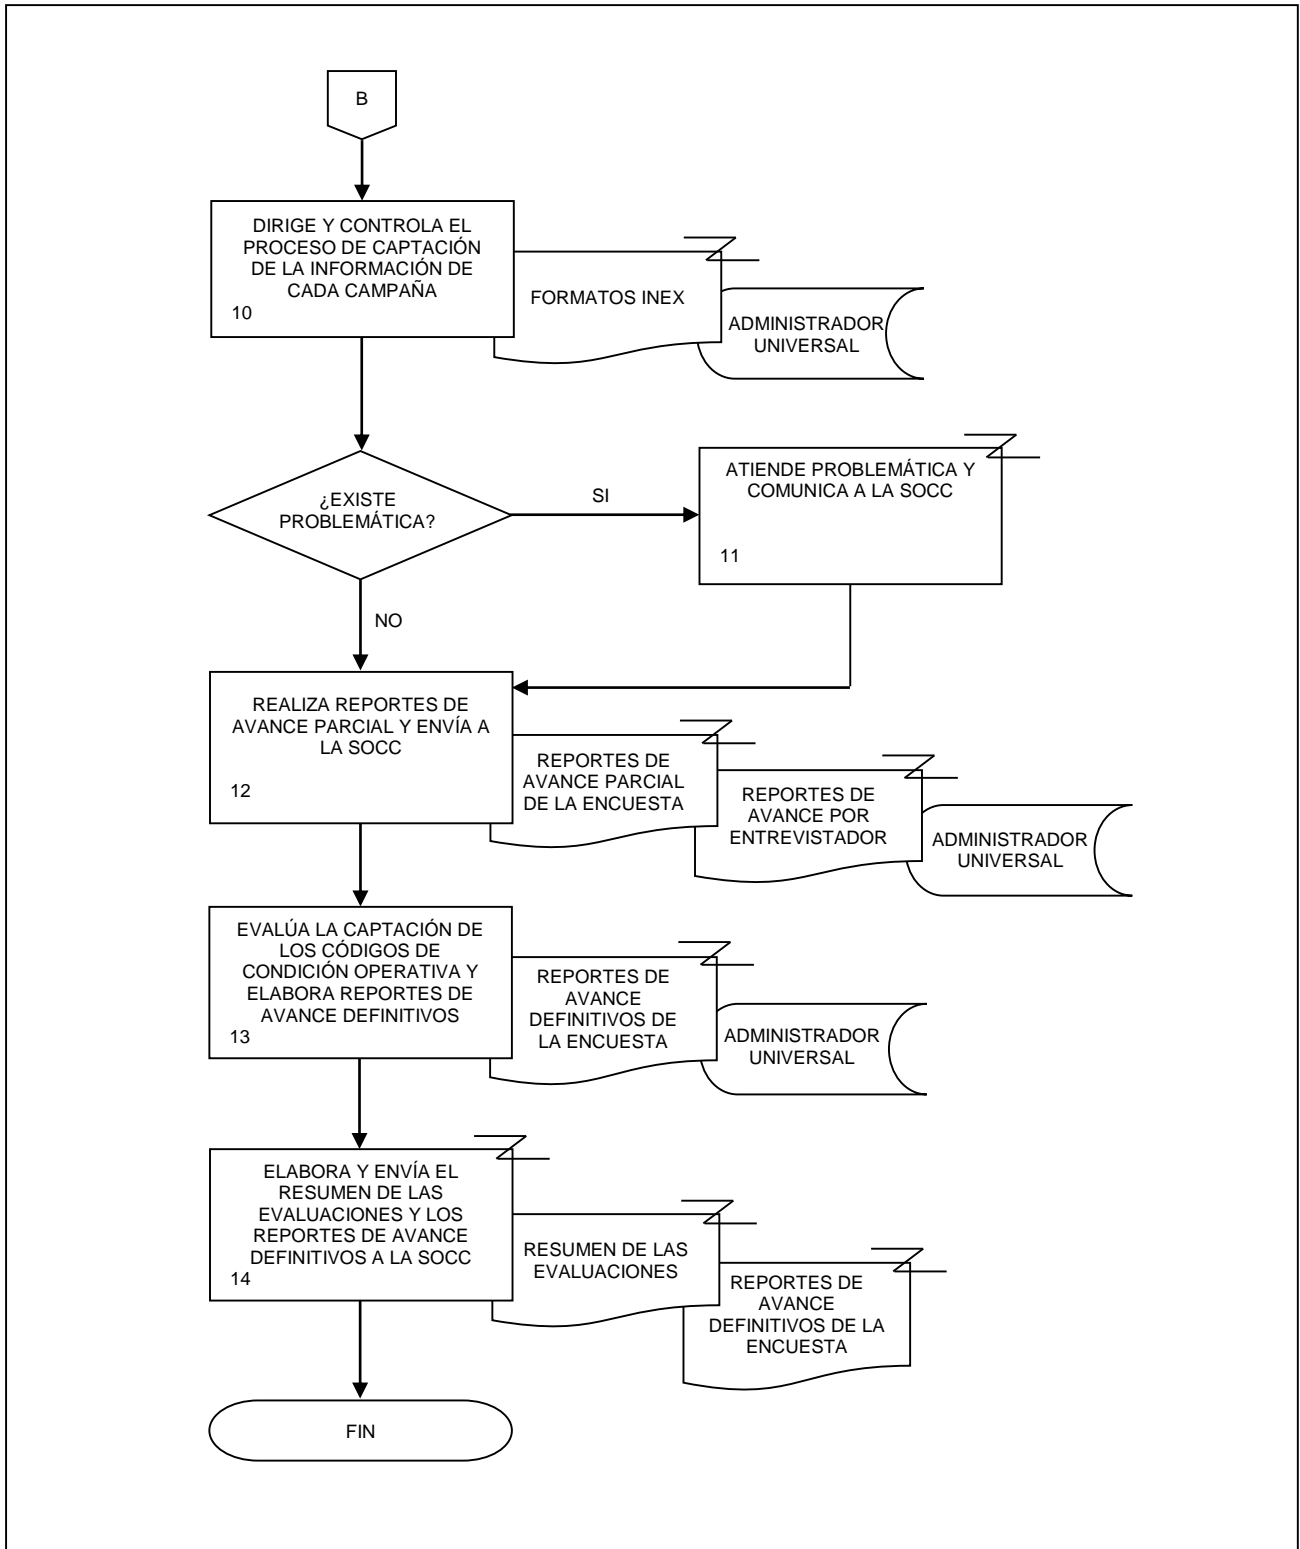 B
DIRIGE Y CONTROLA EL
PROCESO DE CAPTACIÓN
DE LA INFORMACIÓN DE
CADA CAMPAÑA
10
FORMATOS INEX
ADMINISTRADOR
UNIVERSAL
¿EXISTE
PROBLEMÁTICA?
SI
ATIENDE PROBLEMÁTICA Y
COMUNICA A LA SOCC
11
NO
REALIZA REPORTES DE
AVANCE PARCIAL Y ENVÍA A
LA SOCC
12
REPORTES DE
AVANCE PARCIAL
DE LA ENCUESTA
REPORTES DE
AVANCE POR
ENTREVISTADOR
ADMINISTRADOR
UNIVERSAL
EVALÚA LA CAPTACIÓN DE
LOS CÓDIGOS DE
CONDICIÓN OPERATIVA Y
ELABORA REPORTES DE
AVANCE DEFINITIVOS
13
REPORTES DE
AVANCE
DEFINITIVOS DE
LA ENCUESTA
ADMINISTRADOR
UNIVERSAL
ELABORA Y ENVÍA EL
RESUMEN DE LAS
EVALUACIONES Y LOS
REPORTES DE AVANCE
DEFINITIVOS A LA SOCC
14
RESUMEN DE LAS
EVALUACIONES
REPORTES DE
AVANCE
DEFINITIVOS DE LA
ENCUESTA
FIN